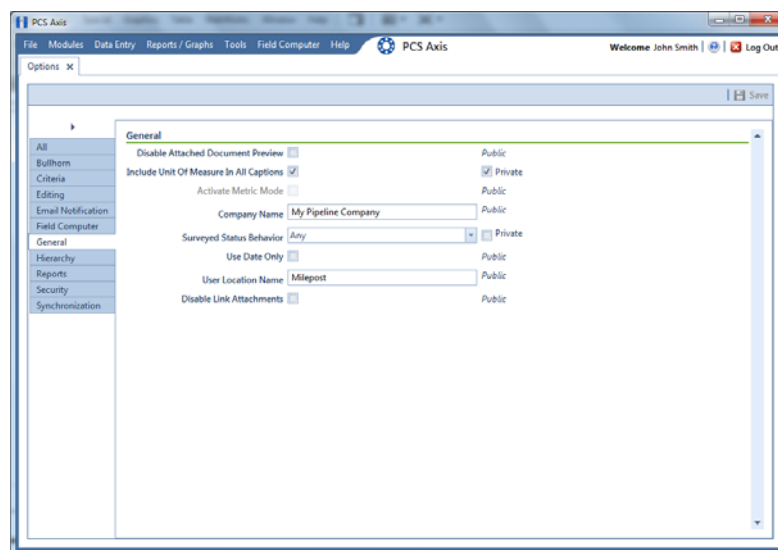 PCS Axis
File Modules Data Entry Reports / Graphs Tools Field Computer Help PCS Axis Welcome John Smith Log Out
Options
Save
General
All
Bullhorn
Criteria
Editing
Email Notification
Field Computer
General
Hierarchy
Reports
Security
Synchronization
Disable Attached Document Preview Public
Include Unit Of Measure In All Captions Private
Activate Metric Mode Public
Company Name My Pipeline Company Public
Surveyed Status Behavior Any Private
Use Date Only Public
User Location Name Milepost Public
Disable Link Attachments Public